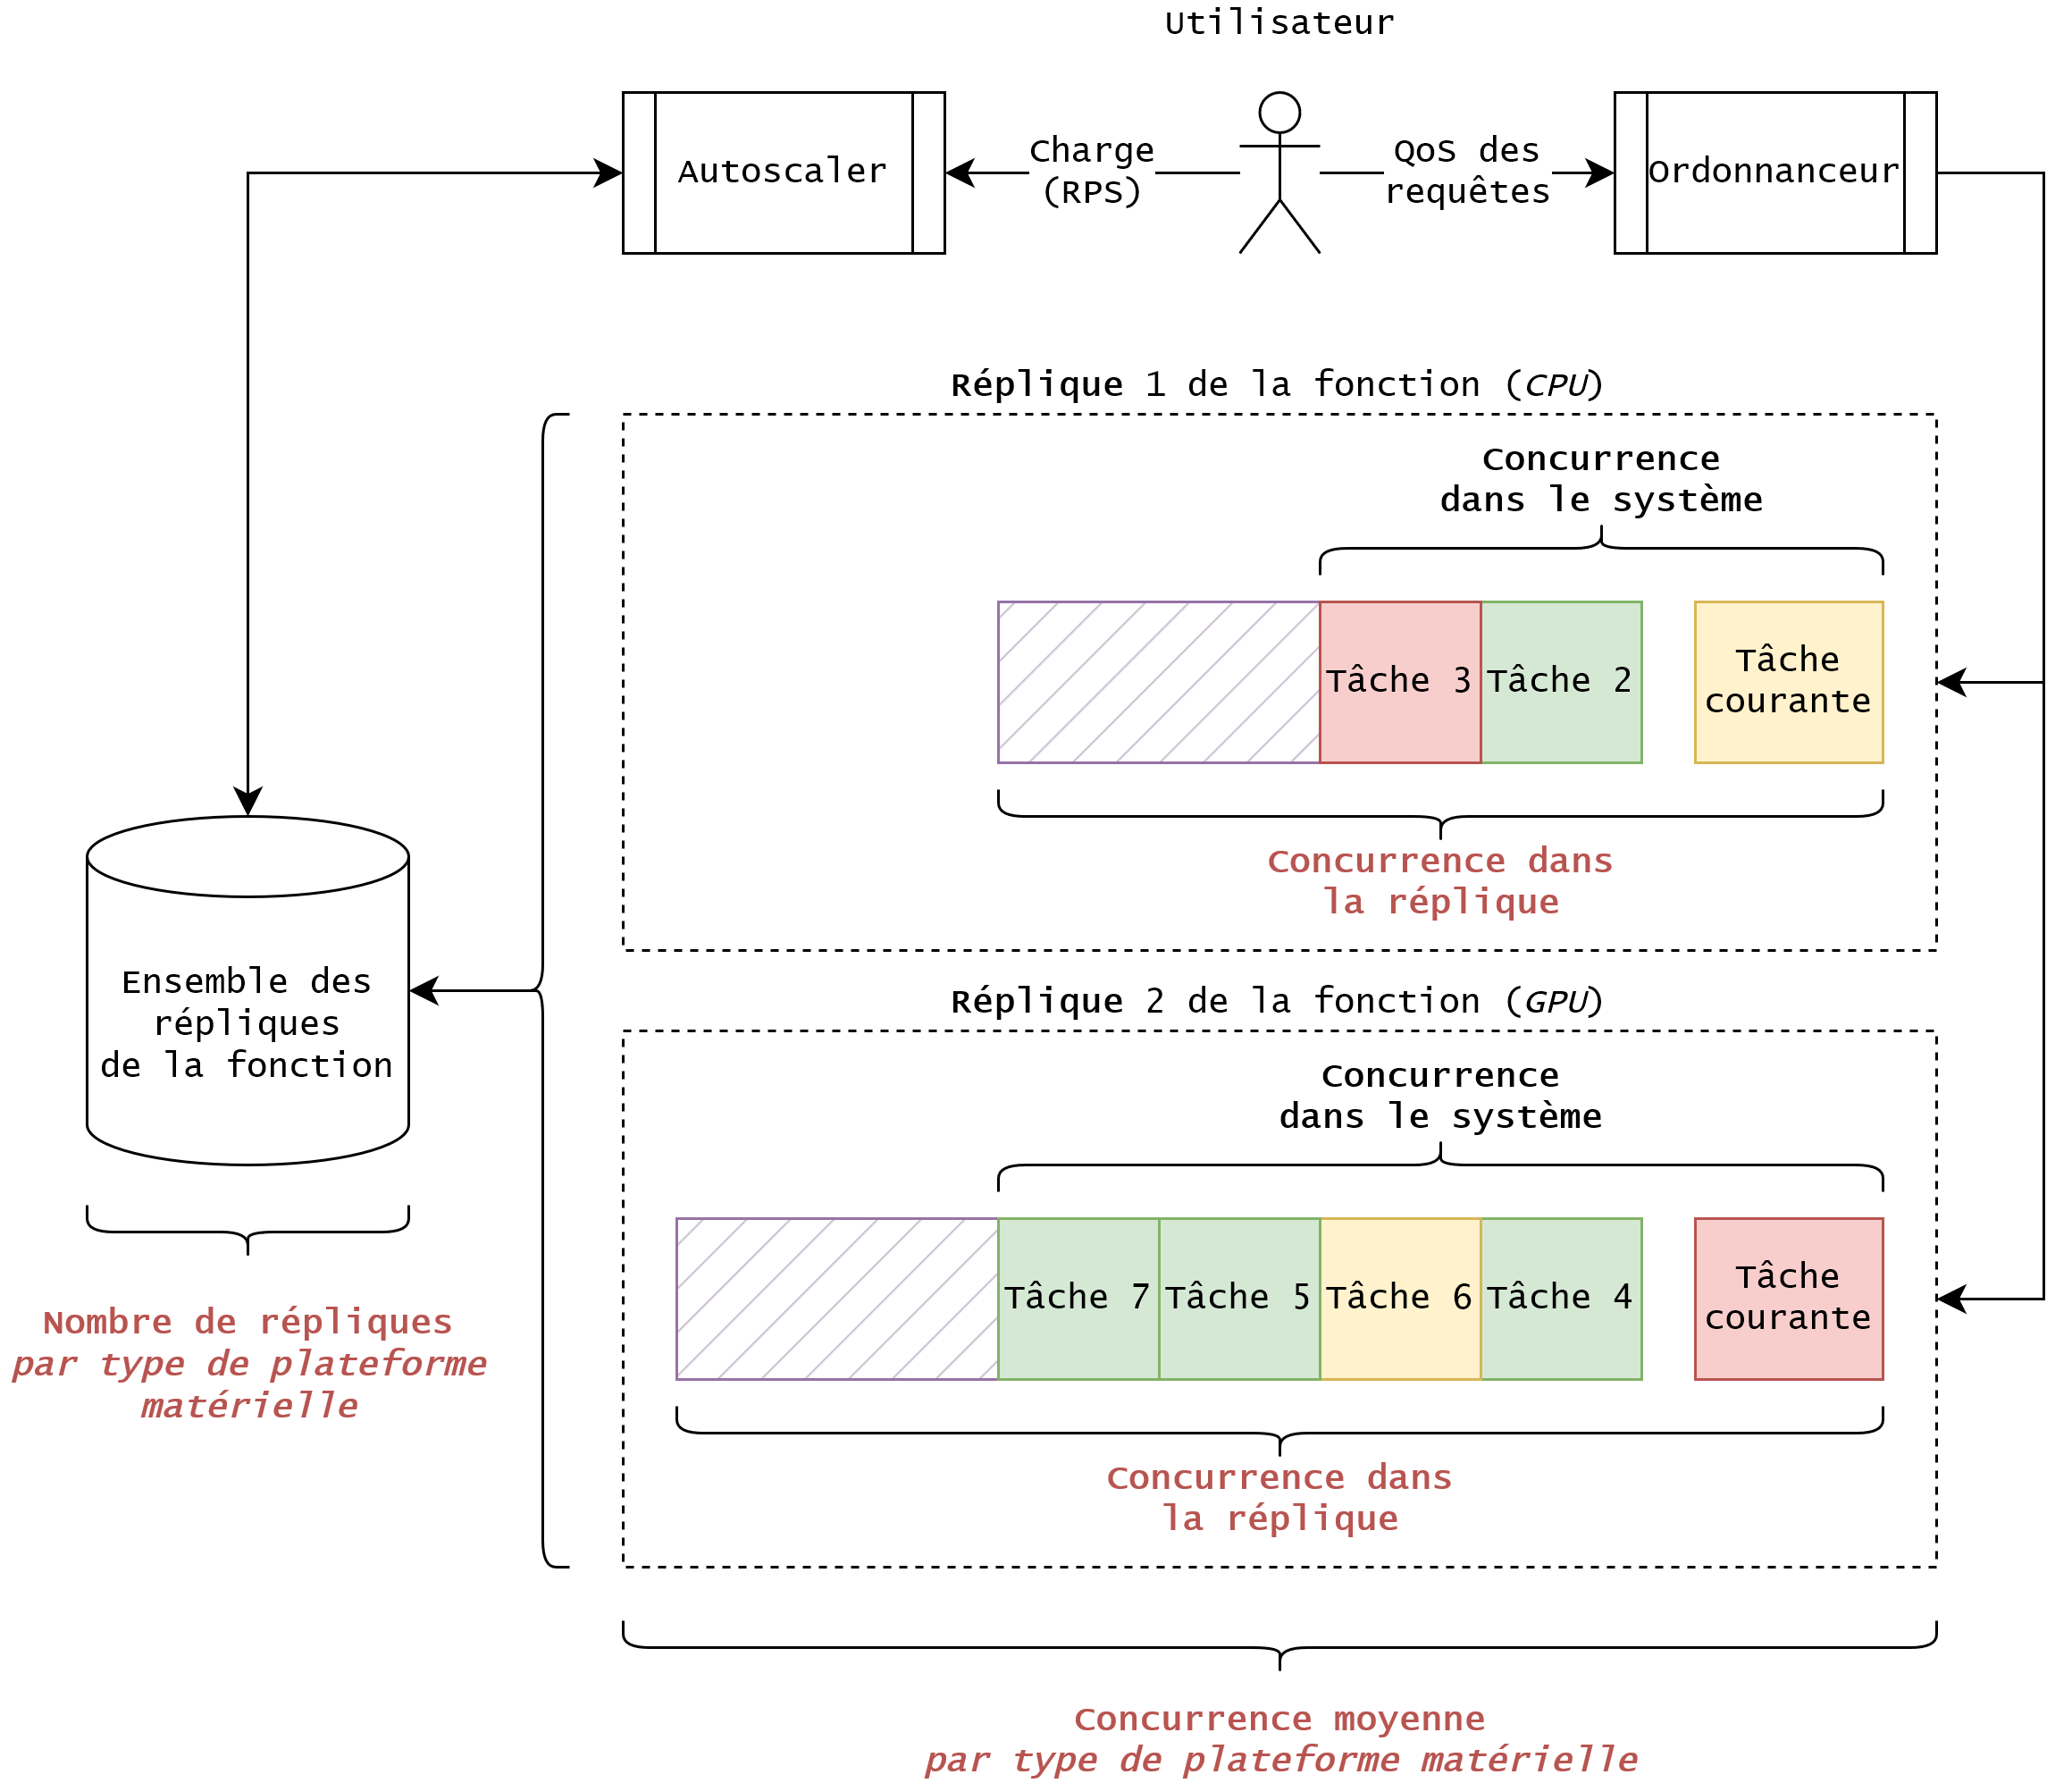 Utilisateur
Autoscaler
Charge
(RPS)
QoS des
requêtes
Ordonnanceur
Réplique 1 de la fonction (CPU)
Concurrence
dans le système
Tâche 3
Tâche 2
Tâche
courante
Concurrence dans
la réplique
Ensemble des
répliques
de la fonction
Nombre de répliques
par type de plateforme
matérielle
Réplique 2 de la fonction (GPU)
Concurrence
dans le système
Tâche 7
Tâche 5
Tâche 6
Tâche 4
Tâche
courante
Concurrence dans
la réplique
Concurrence moyenne
par type de plateforme matérielle